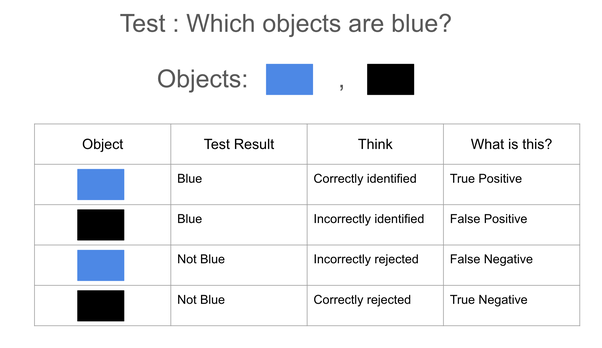 Test : Which objects are blue?
Objects: ,
Object Test Result Think What is this?
Blue Correctly identified True Positive
Blue Incorrectly identified False Positive
Not Blue Incorrectly rejected False Negative
Not Blue Correctly rejected True Negative